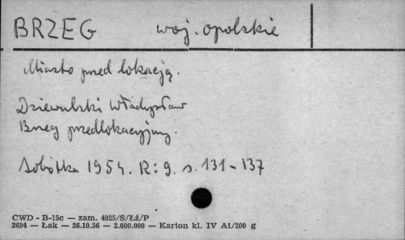 BRZEG woj. opolskie
Miasto przed lokacją.
Dziewulski Władysław
Brzeg przedlokacyjny.
Sobótka 1954. R: 9. s. 131-137
CWD - B-15c — zam. 4925/S/ŁŻ/P
2694 — Łak — 26.10.56 — 2.000.000 — Karton kl. IV A1/200 g